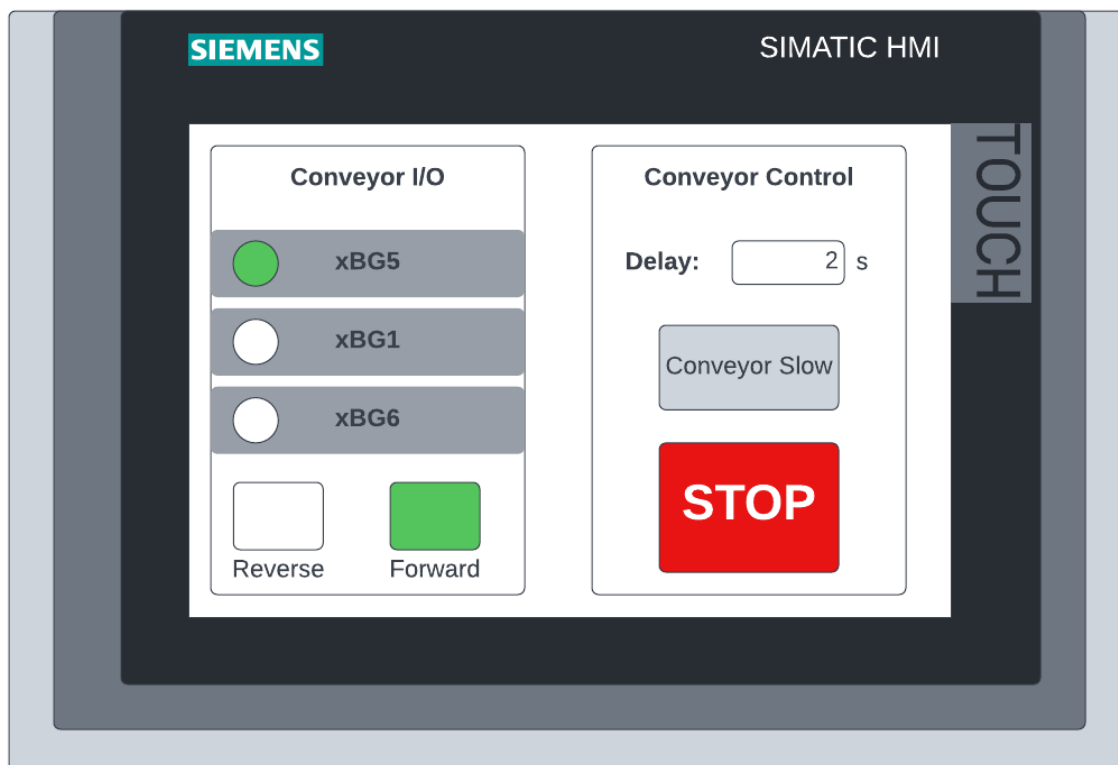 SIEMENS
SIMATIC HMI
TOUCH
Conveyor I/O
xBG5
xBG1
xBG6
Reverse
Forward
Conveyor Control
Delay: 2 s
Conveyor Slow
STOP